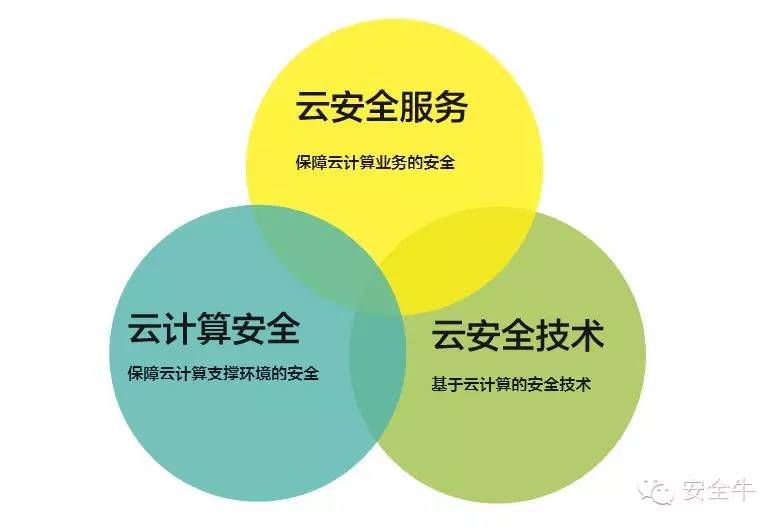 云安全服务
保障云计算业务的安全
云计算安全
保障云计算支撑环境的安全
云安全技术
基于云计算的安全技术
安全牛